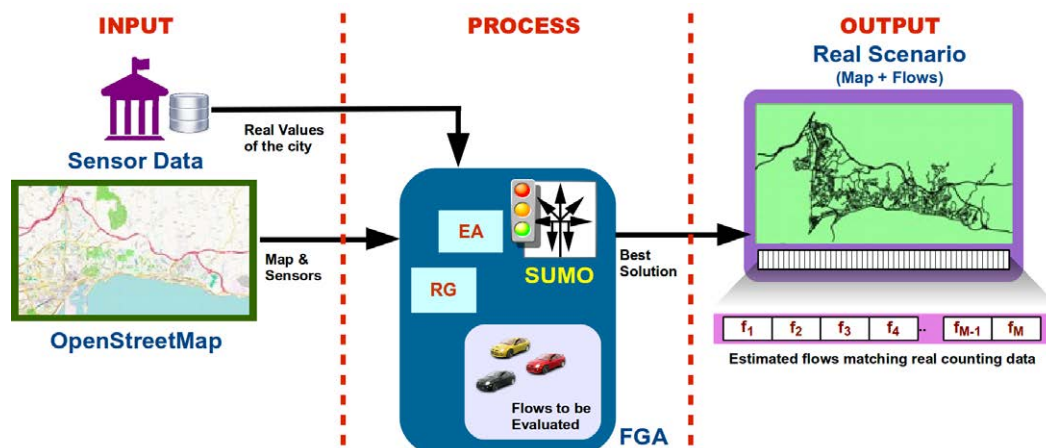 INPUT
PROCESS
OUTPUT
Real Scenario
(Map + Flows)
Real Values
of the city
Sensor Data
EA
Map &
Sensors
SUMO
Best
Solution
RG
OpenStreetMap
f1 f2 f3 f4 .. fM-1 fM
Estimated flows matching real counting data
Flows to be
Evaluated
FGA